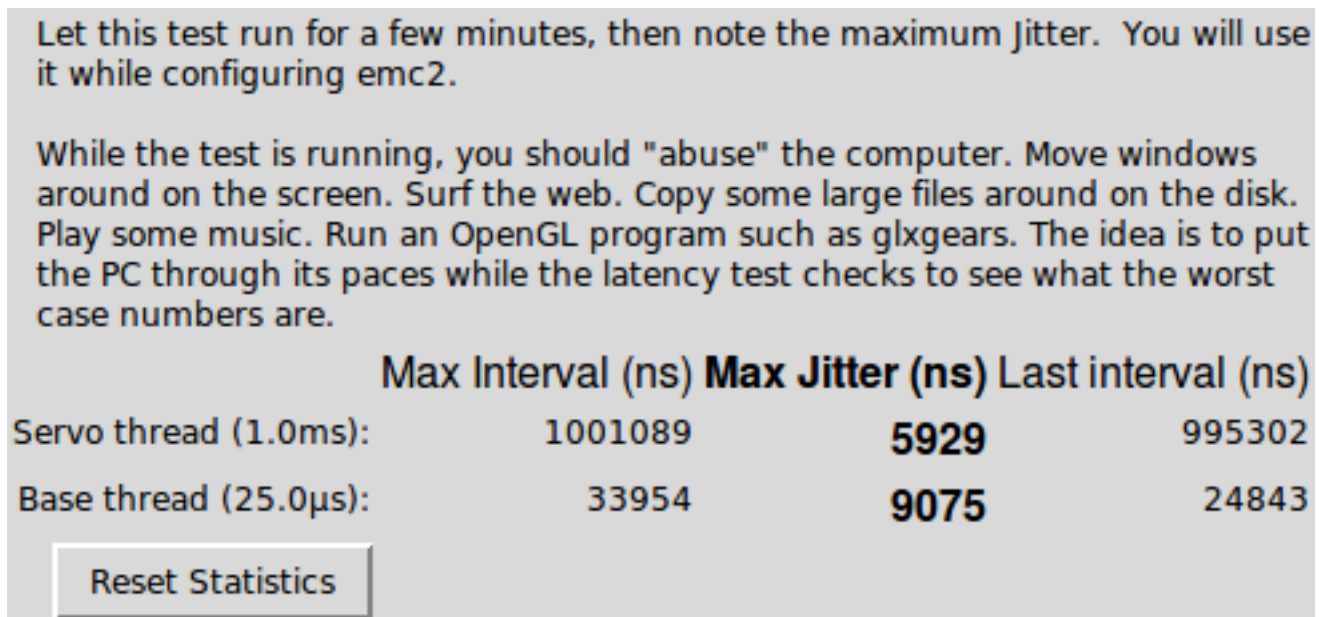 Let this test run for a few minutes, then note the maximum Jitter.  You will use
it while configuring emc2.
While the test is running, you should "abuse" the computer. Move windows
around on the screen. Surf the web. Copy some large files around on the disk.
Play some music. Run an OpenGL program such as glxgears. The idea is to put
the PC through its paces while the latency test checks to see what the worst
case numbers are.
Max Interval (ns) Max Jitter (ns) Last interval (ns)
Servo thread (1.0ms): 1001089 5929 995302
Base thread (25.0µs): 33954 9075 24843
Reset Statistics